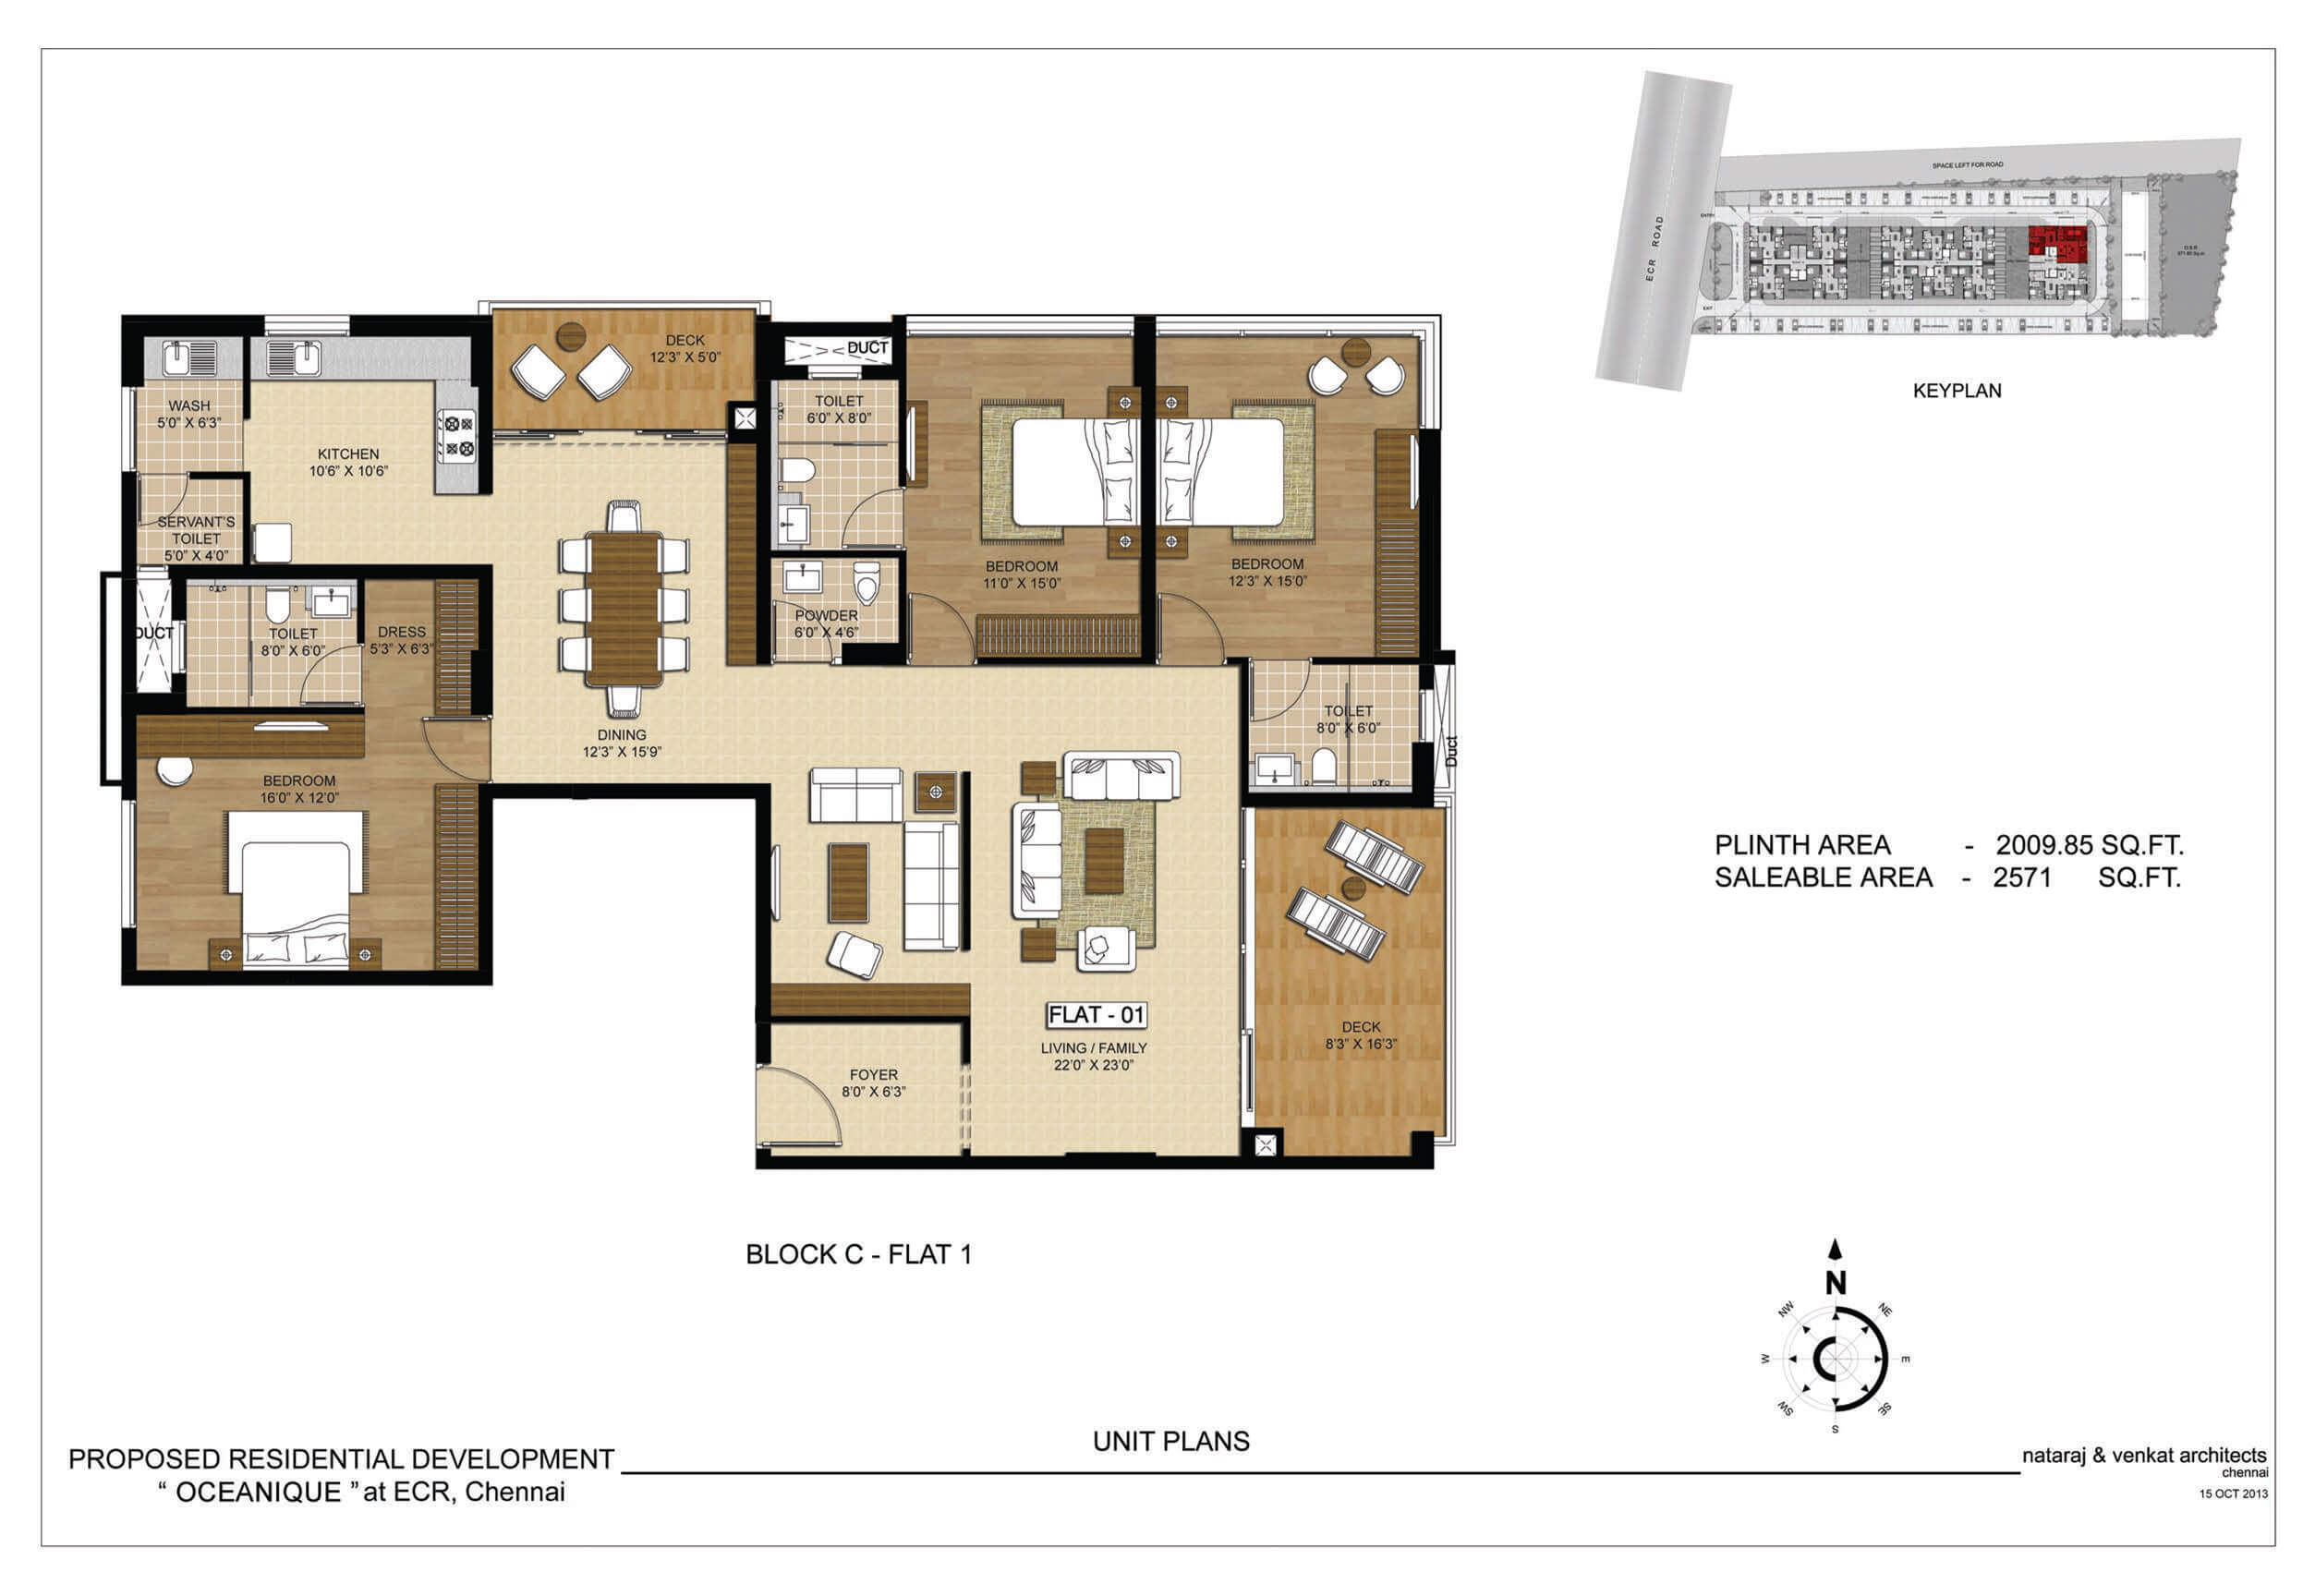 SPACE LEFT FOR ROAD
ECR ROAD
ENTRY
EXIT
O.S.R
KEYPLAN
DECK
12'3" X 5'0"
DUCT
WASH
5'0" X 6'3"
TOILET
6'0" X 8'0"
KITCHEN
10'6" X 10'6"
SERVANT'S
TOILET
5'0" X 4'0"
BEDROOM
11'0" X 15'0"
BEDROOM
12'3" X 15'0"
POWDER
6'0" X 4'6"
DUCT
TOILET
8'0" X 6'0"
DRESS
5'3" X 6'3"
TOILET
8'0" X 6'0"
Duct
DINING
12'3" X 15'9"
BEDROOM
16'0" X 12'0"
PLINTH AREA - 2009.85 SQ.FT.
SALEABLE AREA - 2571 SQ.FT.
FLAT - 01
LIVING / FAMILY
22'0" X 23'0"
DECK
8'3" X 16'3"
FOYER
8'0" X 6'3"
BLOCK C - FLAT 1
N
NW
NE
W
E
SW
SE
S
UNIT PLANS
PROPOSED RESIDENTIAL DEVELOPMENT
“ OCEANIQUE ” at ECR, Chennai
nataraj & venkat architects
chennai
15 OCT 2013